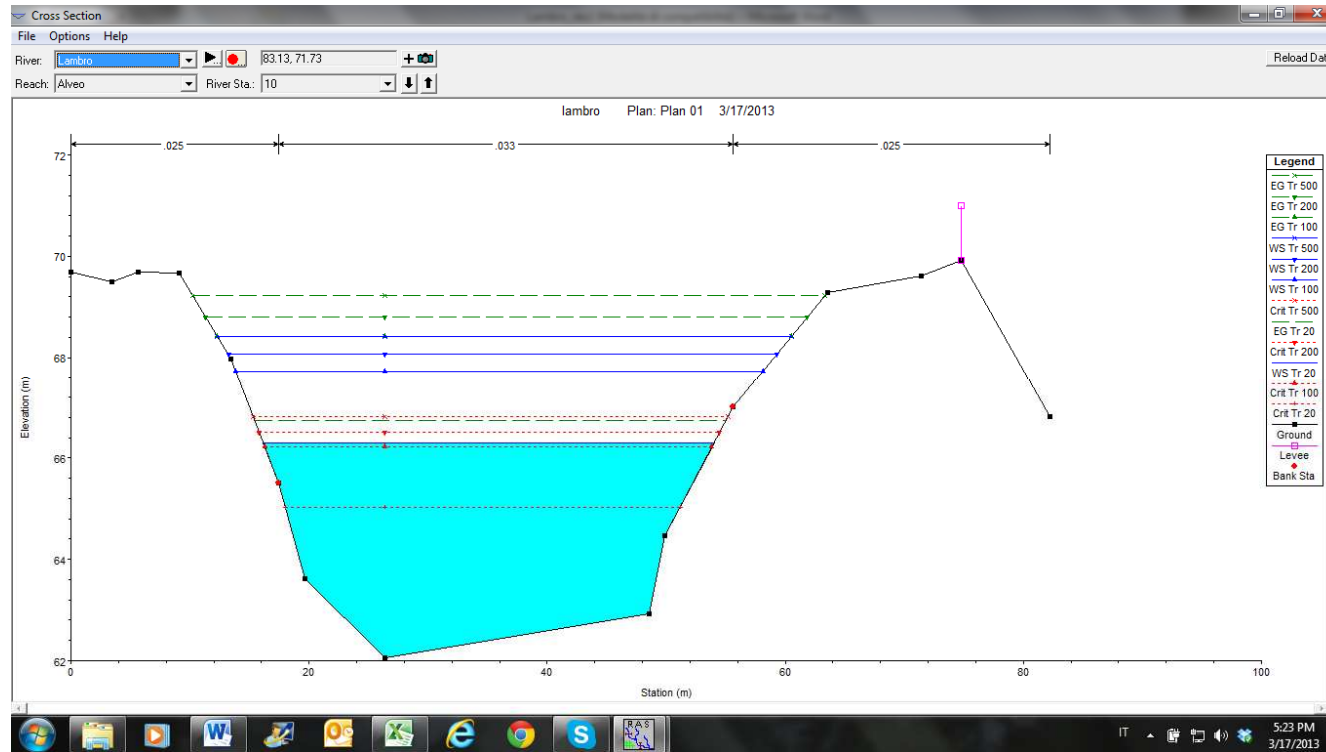 Cross Section
File Options Help
River: Lambro 83.13, 71.73 Reload Dat
Reach: Alveo River Sta.: 10
lambro Plan: Plan 01 3/17/2013
.025 .033 .025
72
70
68
66
64
62
Elevation (m)
0 20 40 60 80 100
Station (m)
Legend
EG Tr 500
EG Tr 200
EG Tr 100
WS Tr 500
WS Tr 200
WS Tr 100
Crit Tr 500
EG Tr 20
Crit Tr 200
WS Tr 20
Crit Tr 100
Crit Tr 20
Ground
Levee
Bank Sta
RAS
IT
5:23 PM
3/17/2013